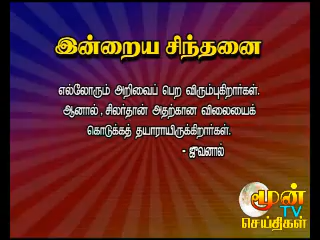 இன்றைய சிந்தனை
எல்லோரும் அறிவைப் பெற விரும்புகிறார்கள்.
ஆனால், சிலர்தான் அதற்கான விலையைக்
கொடுக்கத் தயாராயிருக்கிறார்கள்.
- ஜுவனால்
மூன்
TV
செய்திகள்